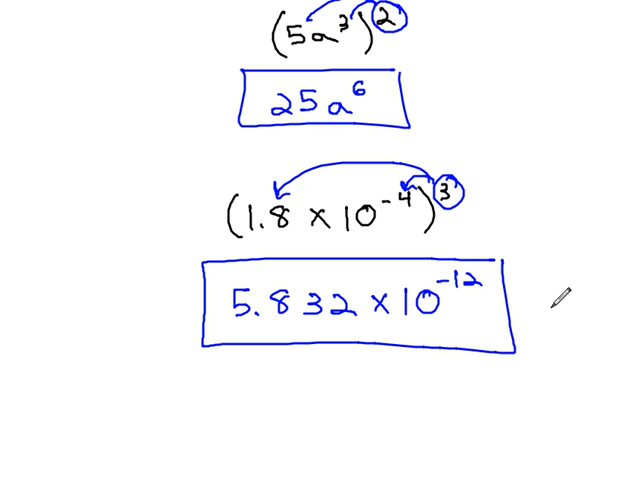 (5a³)²
25a⁶
(1.8 × 10⁻⁴)³
5.832 × 10⁻¹²